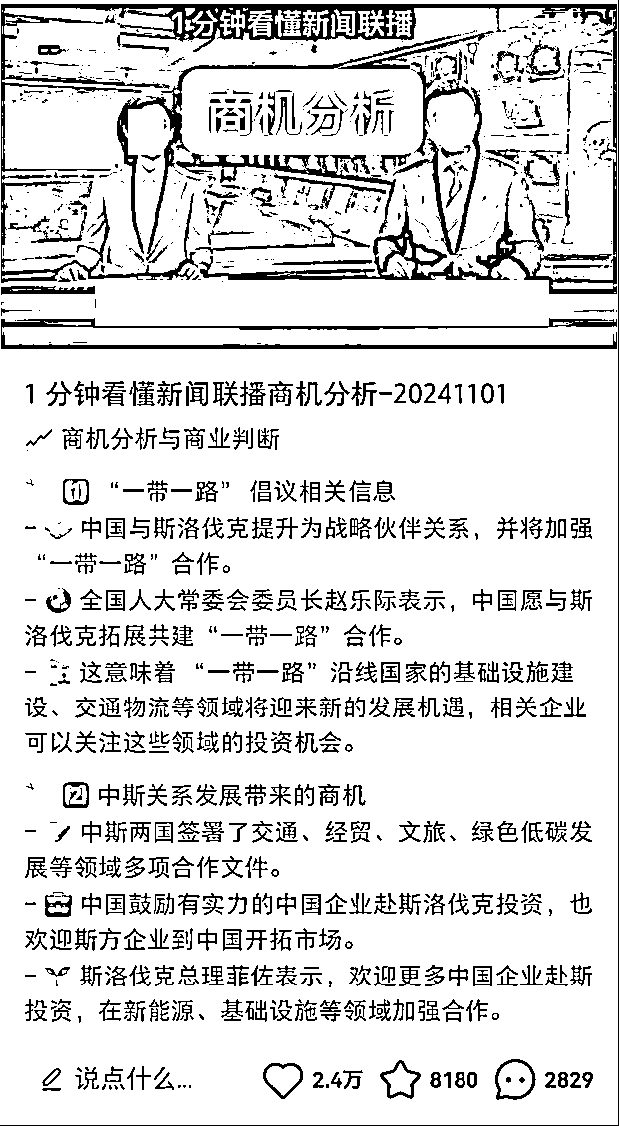 1分钟看懂新闻联播
商机分析
1 分钟看懂新闻联播商机分析-20241101
商机分析与商业判断
1 “一带一路” 倡议相关信息
- 中国与斯洛伐克提升为战略伙伴关系，并将加强
“一带一路”合作。
- 全国人大常委会委员长赵乐际表示，中国愿与斯
洛伐克拓展共建“一带一路”合作。
- 这意味着 “一带一路”沿线国家的基础设施建
设、交通物流等领域将迎来新的发展机遇，相关企业
可以关注这些领域的投资机会。
2 中斯关系发展带来的商机
- 中斯两国签署了交通、经贸、文旅、绿色低碳发
展等领域多项合作文件。
- 中国鼓励有实力的中国企业赴斯洛伐克投资，也
欢迎斯方企业到中国开拓市场。
- 斯洛伐克总理菲佐表示，欢迎更多中国企业赴斯
投资，在新能源、基础设施等领域加强合作。
说点什么... 2.4万 8180 2829